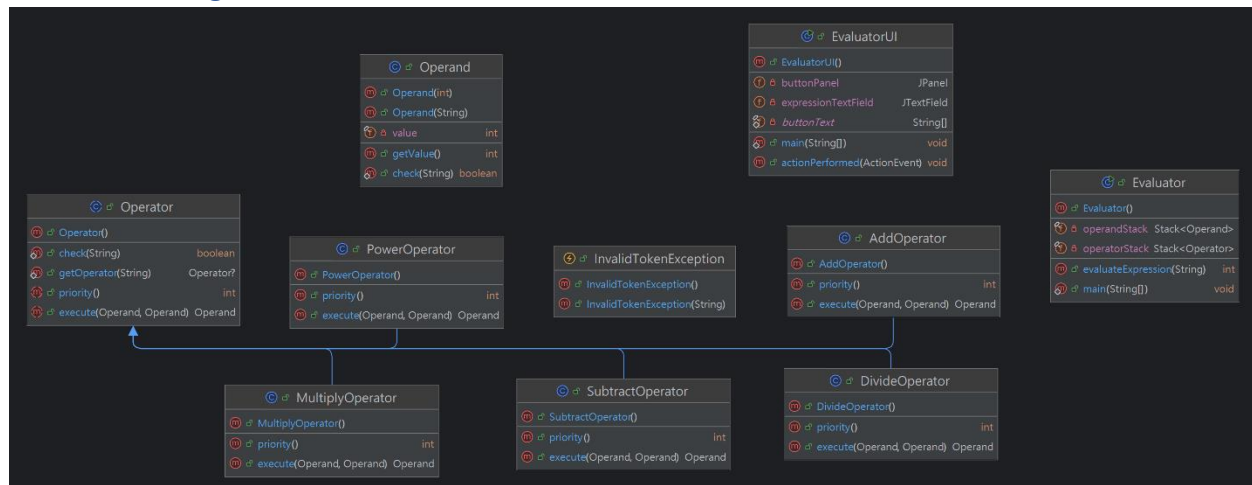 Operand
Operand(int)
Operand(String)
value int
getValue() int
check(String) boolean
EvaluatorUI
EvaluatorUI()
buttonPanel JPanel
expressionTextField JTextField
buttonText String[]
main(String[]) void
actionPerformed(ActionEvent) void
Operator
Operator()
check(String) boolean
getOperator(String) Operator?
priority() int
execute(Operand, Operand) Operand
PowerOperator
PowerOperator()
priority() int
execute(Operand, Operand) Operand
InvalidTokenException
InvalidTokenException()
InvalidTokenException(String)
AddOperator
AddOperator()
priority() int
execute(Operand, Operand) Operand
Evaluator
Evaluator()
operandStack Stack<Operand>
operatorStack Stack<Operator>
evaluateExpression(String) int
main(String[]) void
MultiplyOperator
MultiplyOperator()
priority() int
execute(Operand, Operand) Operand
SubtractOperator
SubtractOperator()
priority() int
execute(Operand, Operand) Operand
DivideOperator
DivideOperator()
priority() int
execute(Operand, Operand) Operand